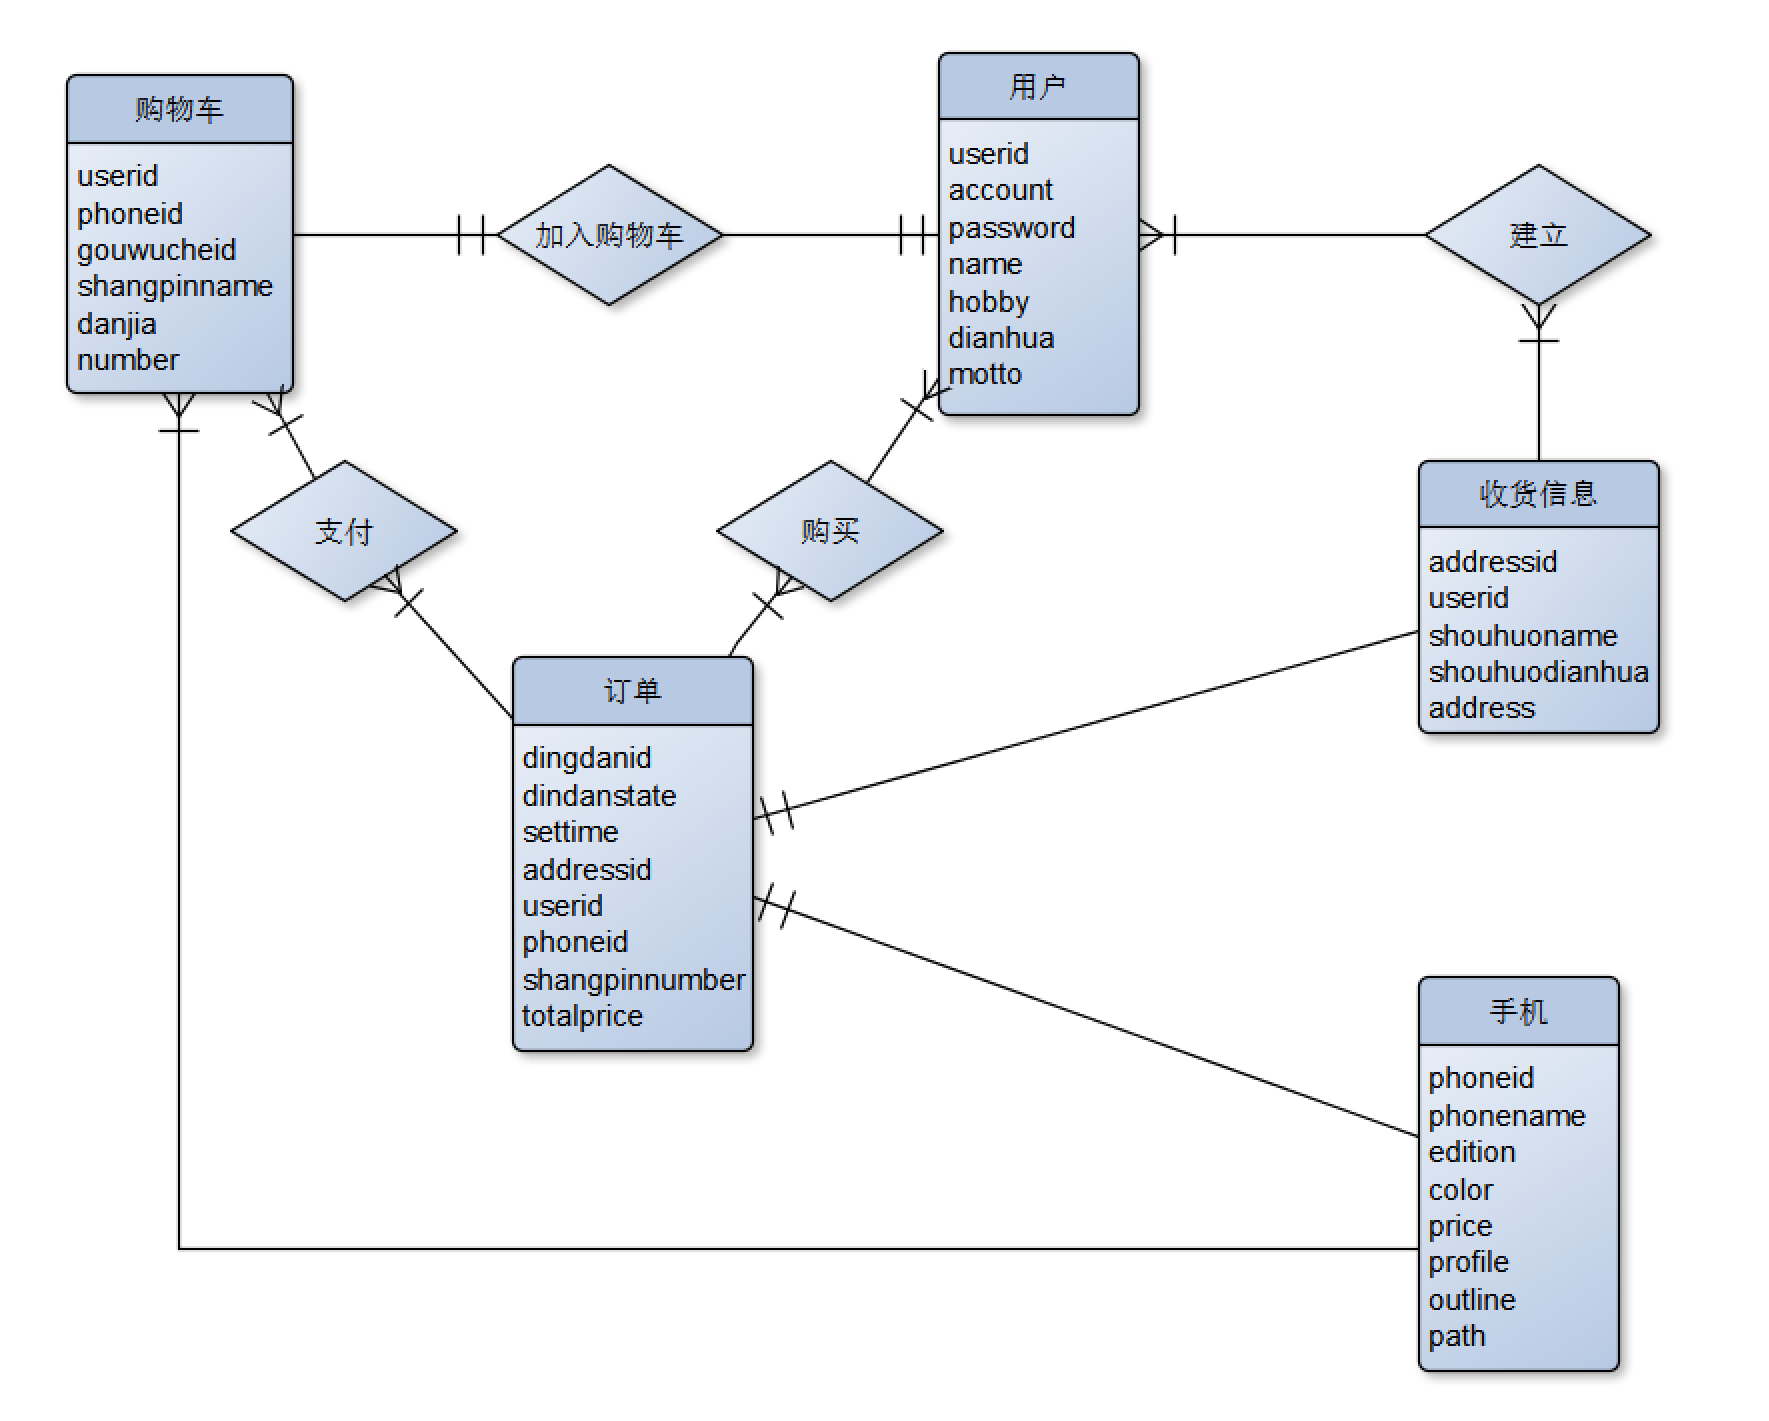 购物车
userid
phoneid
gouwucheid
shangpinname
danjia
number
加入购物车
用户
userid
account
password
name
hobby
dianhua
motto
建立
支付
购买
收货信息
addressid
userid
shouhuoname
shouhuodianhua
address
订单
dingdanid
dindanstate
settime
addressid
userid
phoneid
shangpinnumber
totalprice
手机
phoneid
phonename
edition
color
price
profile
outline
path